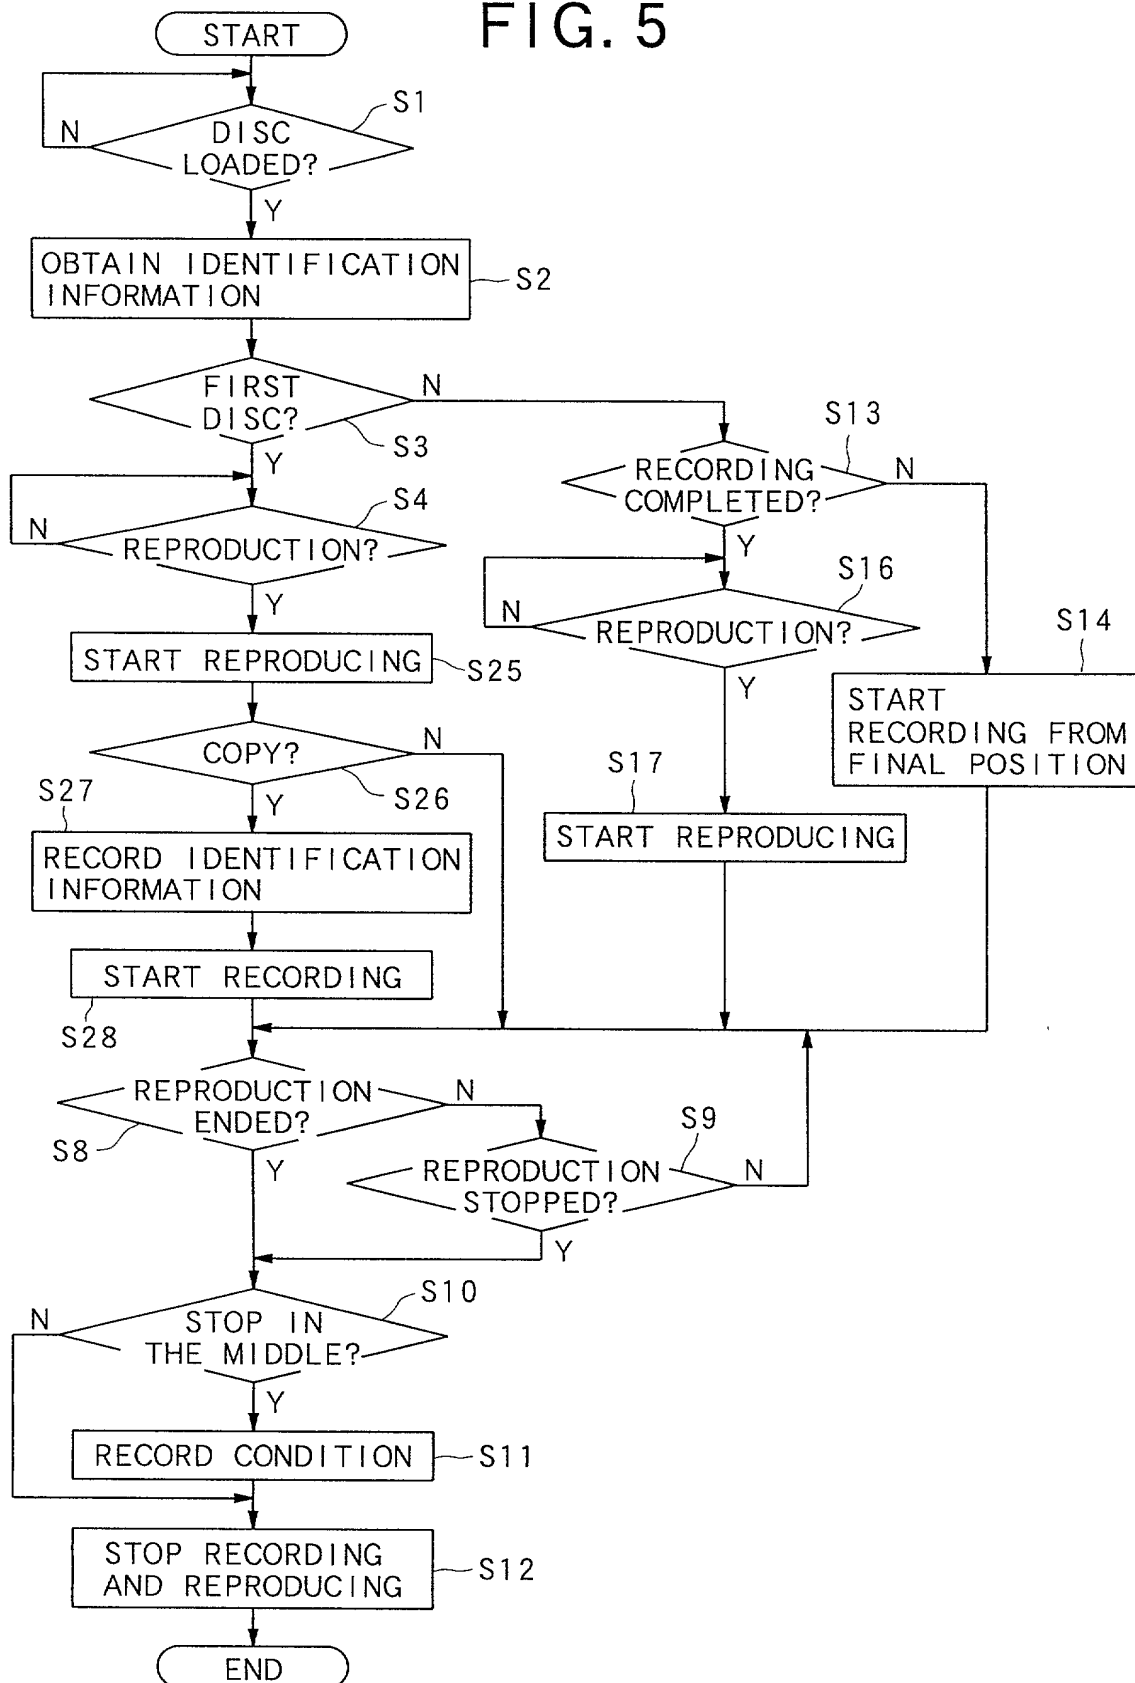 FIG. 5
START
S1
N
DISC
LOADED?
Y
OBTAIN IDENTIFICATION
INFORMATION
S2
FIRST
DISC?
N
S3
Y
S13
RECORDING
COMPLETED?
N
Y
S4
N
REPRODUCTION?
Y
S16
N
REPRODUCTION?
Y
S14
START
RECORDING FROM
FINAL POSITION
START REPRODUCING
S25
COPY?
N
S26
Y
S17
START REPRODUCING
S27
RECORD IDENTIFICATION
INFORMATION
START RECORDING
S28
REPRODUCTION
ENDED?
N
S8
Y
S9
REPRODUCTION
STOPPED?
N
Y
S10
N
STOP IN
THE MIDDLE?
Y
RECORD CONDITION
S11
STOP RECORDING
AND REPRODUCING
S12
END